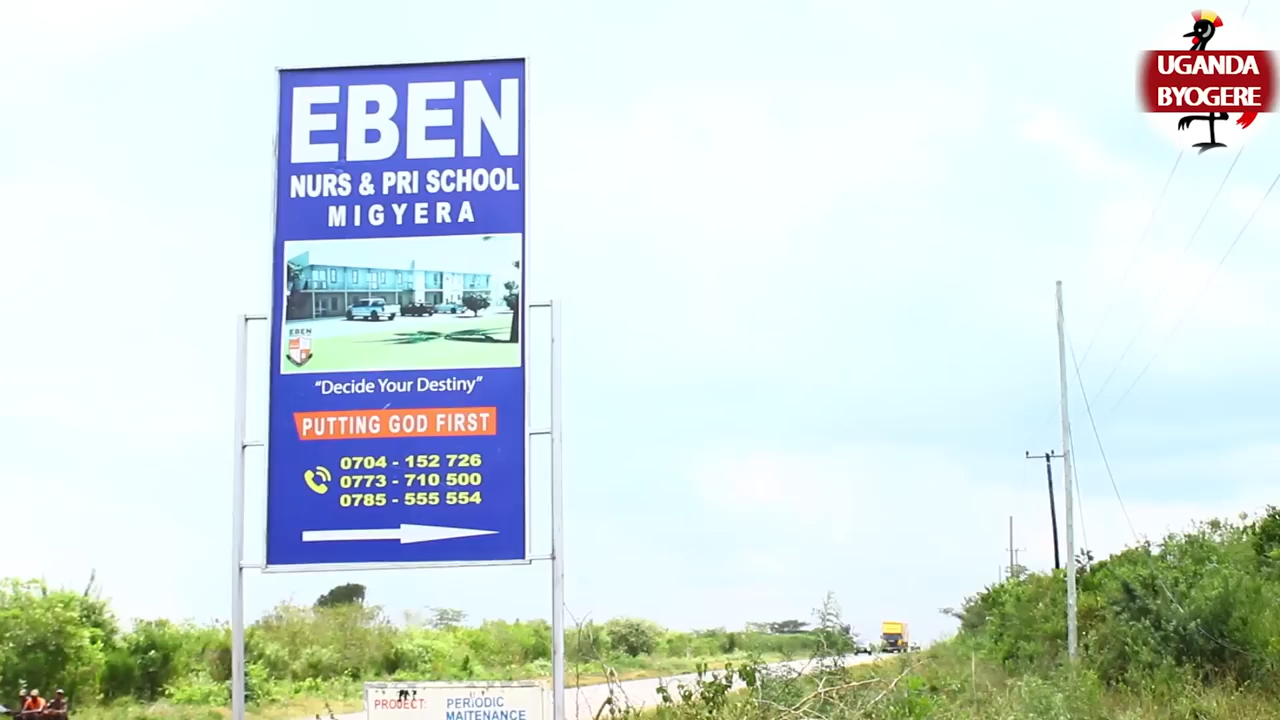 EBEN
NURS & PRI SCHOOL
MIGYERA
EBEN
"Decide Your Destiny"
PUTTING GOD FIRST
0704 - 152 726
0773 - 710 500
0785 - 555 554
PROJECT: PERIODIC
MAITENANCE
UGANDA
BYOGERE